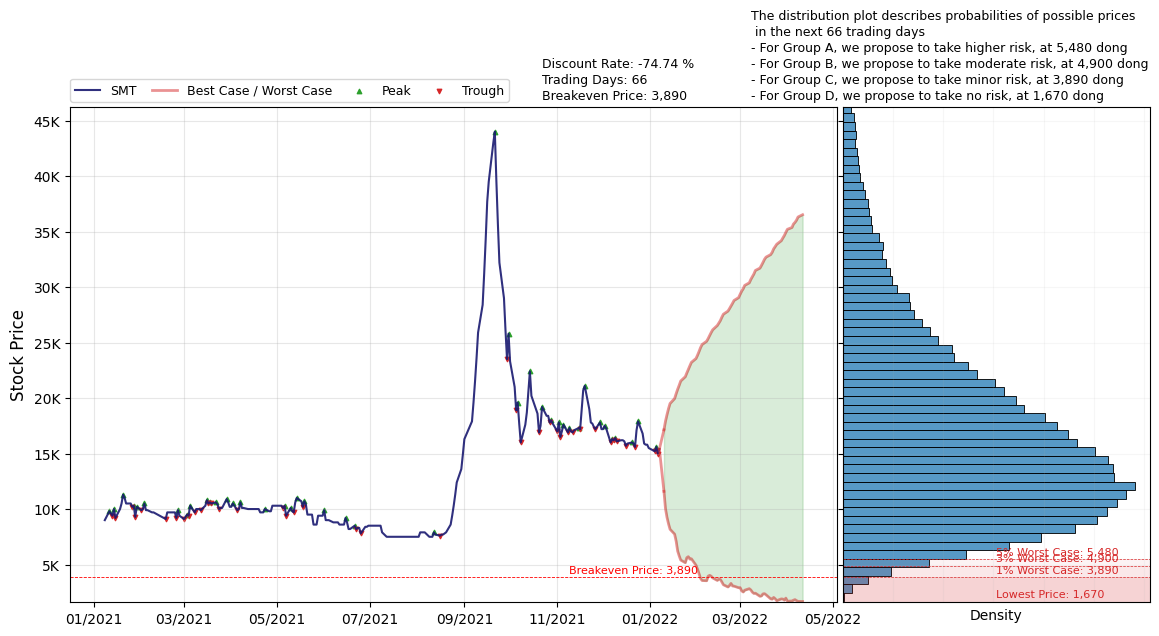 The distribution plot describes probabilities of possible prices
in the next 66 trading days
- For Group A, we propose to take higher risk, at 5,480 dong
- For Group B, we propose to take moderate risk, at 4,900 dong
- For Group C, we propose to take minor risk, at 3,890 dong
- For Group D, we propose to take no risk, at 1,670 dong
Discount Rate: -74.74 %
Trading Days: 66
Breakeven Price: 3,890
SMT Best Case / Worst Case Peak Trough
Stock Price
45K
40K
35K
30K
25K
20K
15K
10K
5K
Breakeven Price: 3,890
01/2021 03/2021 05/2021 07/2021 09/2021 11/2021 01/2022 03/2022 05/2022
5% Worst Case: 5,480
3% Worst Case: 4,900
1% Worst Case: 3,890
Lowest Price: 1,670
Density